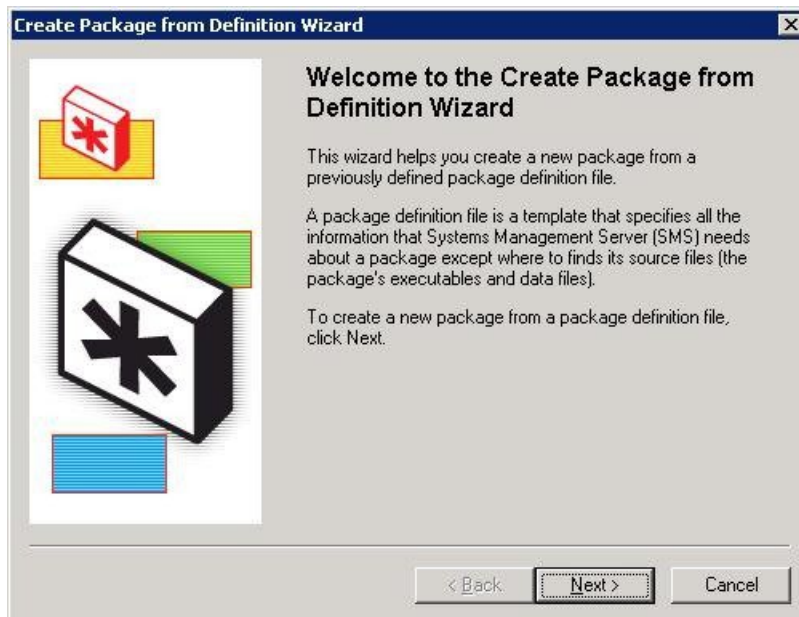 Create Package from Definition Wizard
Welcome to the Create Package from
Definition Wizard
This wizard helps you create a new package from a
previously defined package definition file.
A package definition file is a template that specifies all the
information that Systems Management Server (SMS) needs
about a package except where to finds its source files (the
package's executables and data files).
To create a new package from a package definition file,
click Next.
< Back
Next >
Cancel